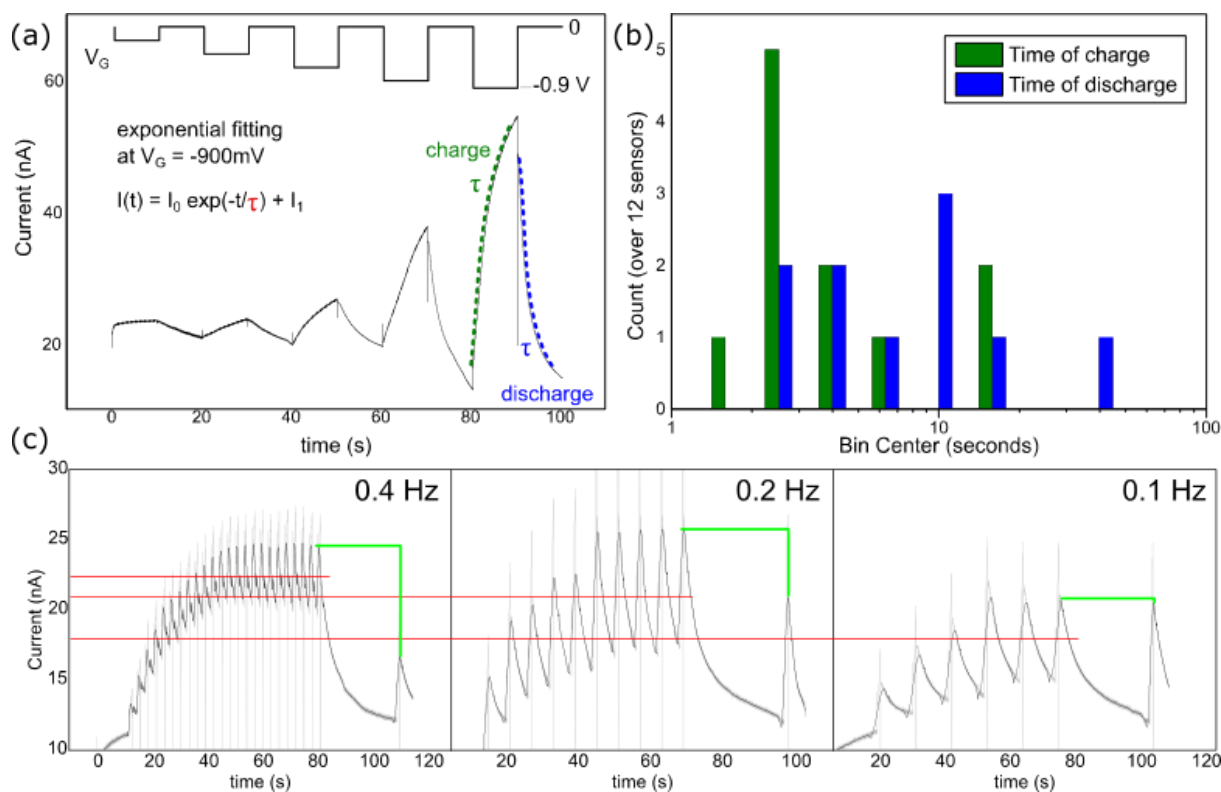 (a)
V_G
0
-0.9 V
exponential fitting
at V_G = -900mV
I(t) = I_0 exp(-t/τ) + I_1
charge
τ
τ
discharge
Current (nA)
60
40
20
0 20 40 60 80 100
time (s)
(b)
Time of charge
Time of discharge
Count (over 12 sensors)
5
4
3
2
1
0
1 10 100
Bin Center (seconds)
(c)
Current (nA)
30
25
20
15
10
0.4 Hz
0 20 40 60 80 100 120
time (s)
0.2 Hz
20 40 60 80 100
time (s)
0.1 Hz
20 40 60 80 100 120
time (s)